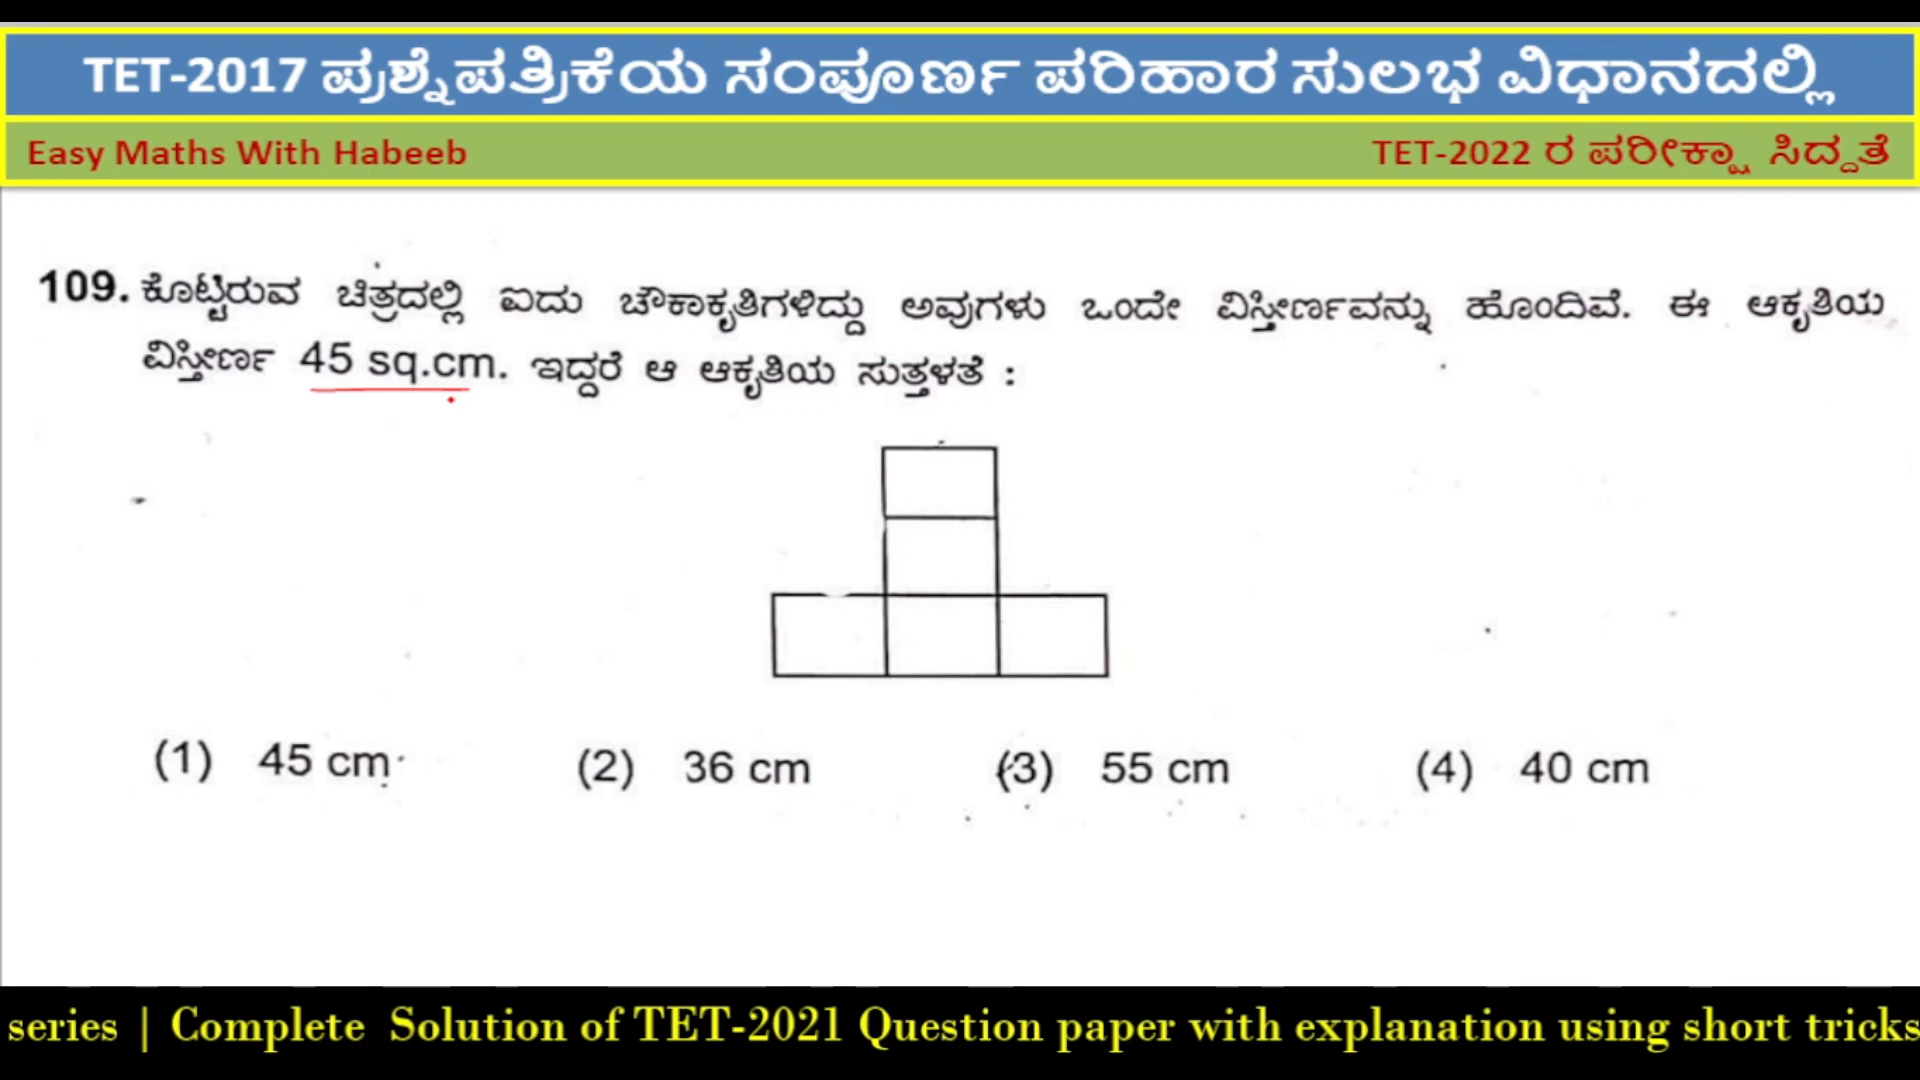 TET-2017 ಪ್ರಶ್ನೆಪತ್ರಿಕೆಯ ಸಂಪೂರ್ಣ ಪರಿಹಾರ ಸುಲಭ ವಿಧಾನದಲ್ಲಿ
Easy Maths With Habeeb TET-2022 ರ ಪರೀಕ್ಷಾ ಸಿದ್ದತೆ
109. ಕೊಟ್ಟಿರುವ ಚಿತ್ರದಲ್ಲಿ ಐದು ಚೌಕಾಕೃತಿಗಳಿದ್ದು ಅವುಗಳು ಒಂದೇ ವಿಸ್ತೀರ್ಣವನ್ನು ಹೊಂದಿವೆ. ಈ ಆಕೃತಿಯ
ವಿಸ್ತೀರ್ಣ 45 sq.cm. ಇದ್ದರೆ ಆ ಆಕೃತಿಯ ಸುತ್ತಳತೆ :
(1) 45 cm (2) 36 cm (3) 55 cm (4) 40 cm
series | Complete Solution of TET-2021 Question paper with explanation using short tricks